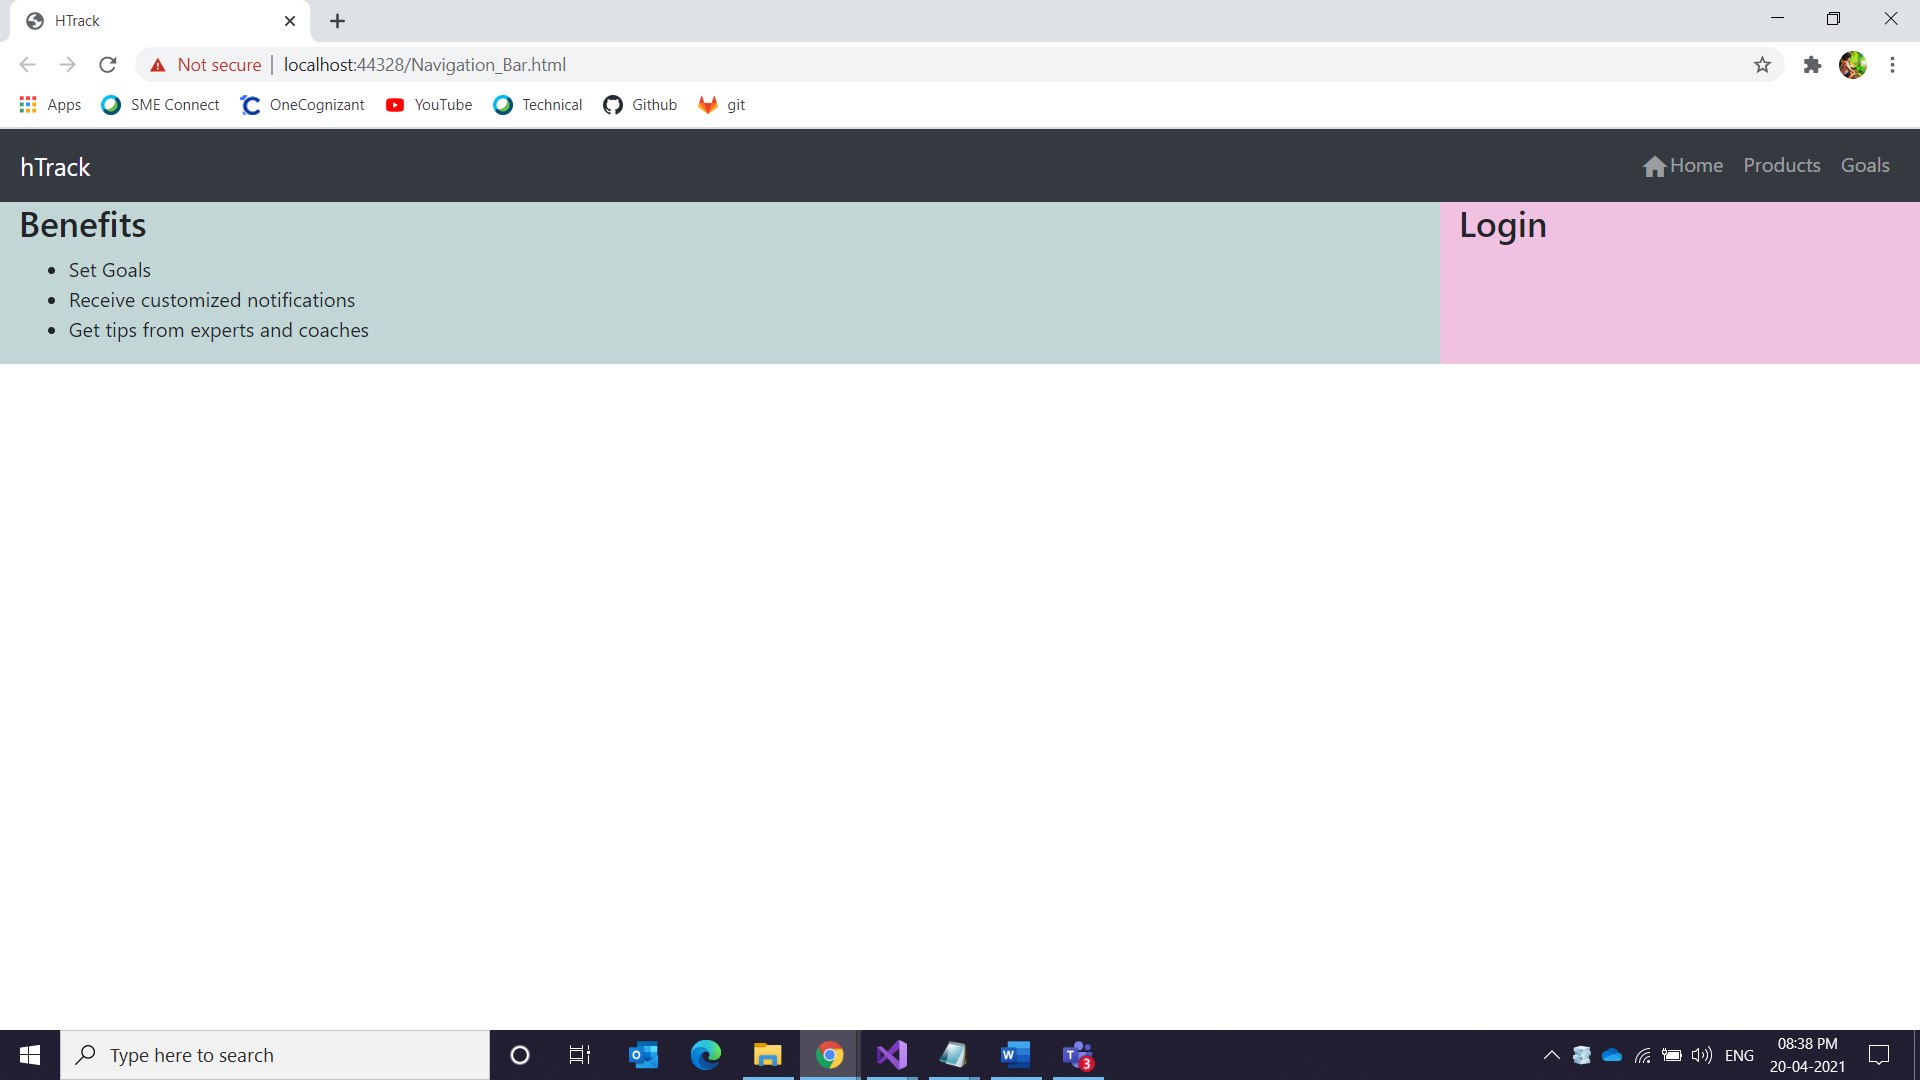 HTrack
Not secure | localhost:44328/Navigation_Bar.html
Apps SME Connect OneCognizant YouTube Technical Github git
hTrack Home Products Goals
Benefits
Set Goals
Receive customized notifications
Get tips from experts and coaches
Login
Type here to search
3
ENG
08:38 PM
20-04-2021